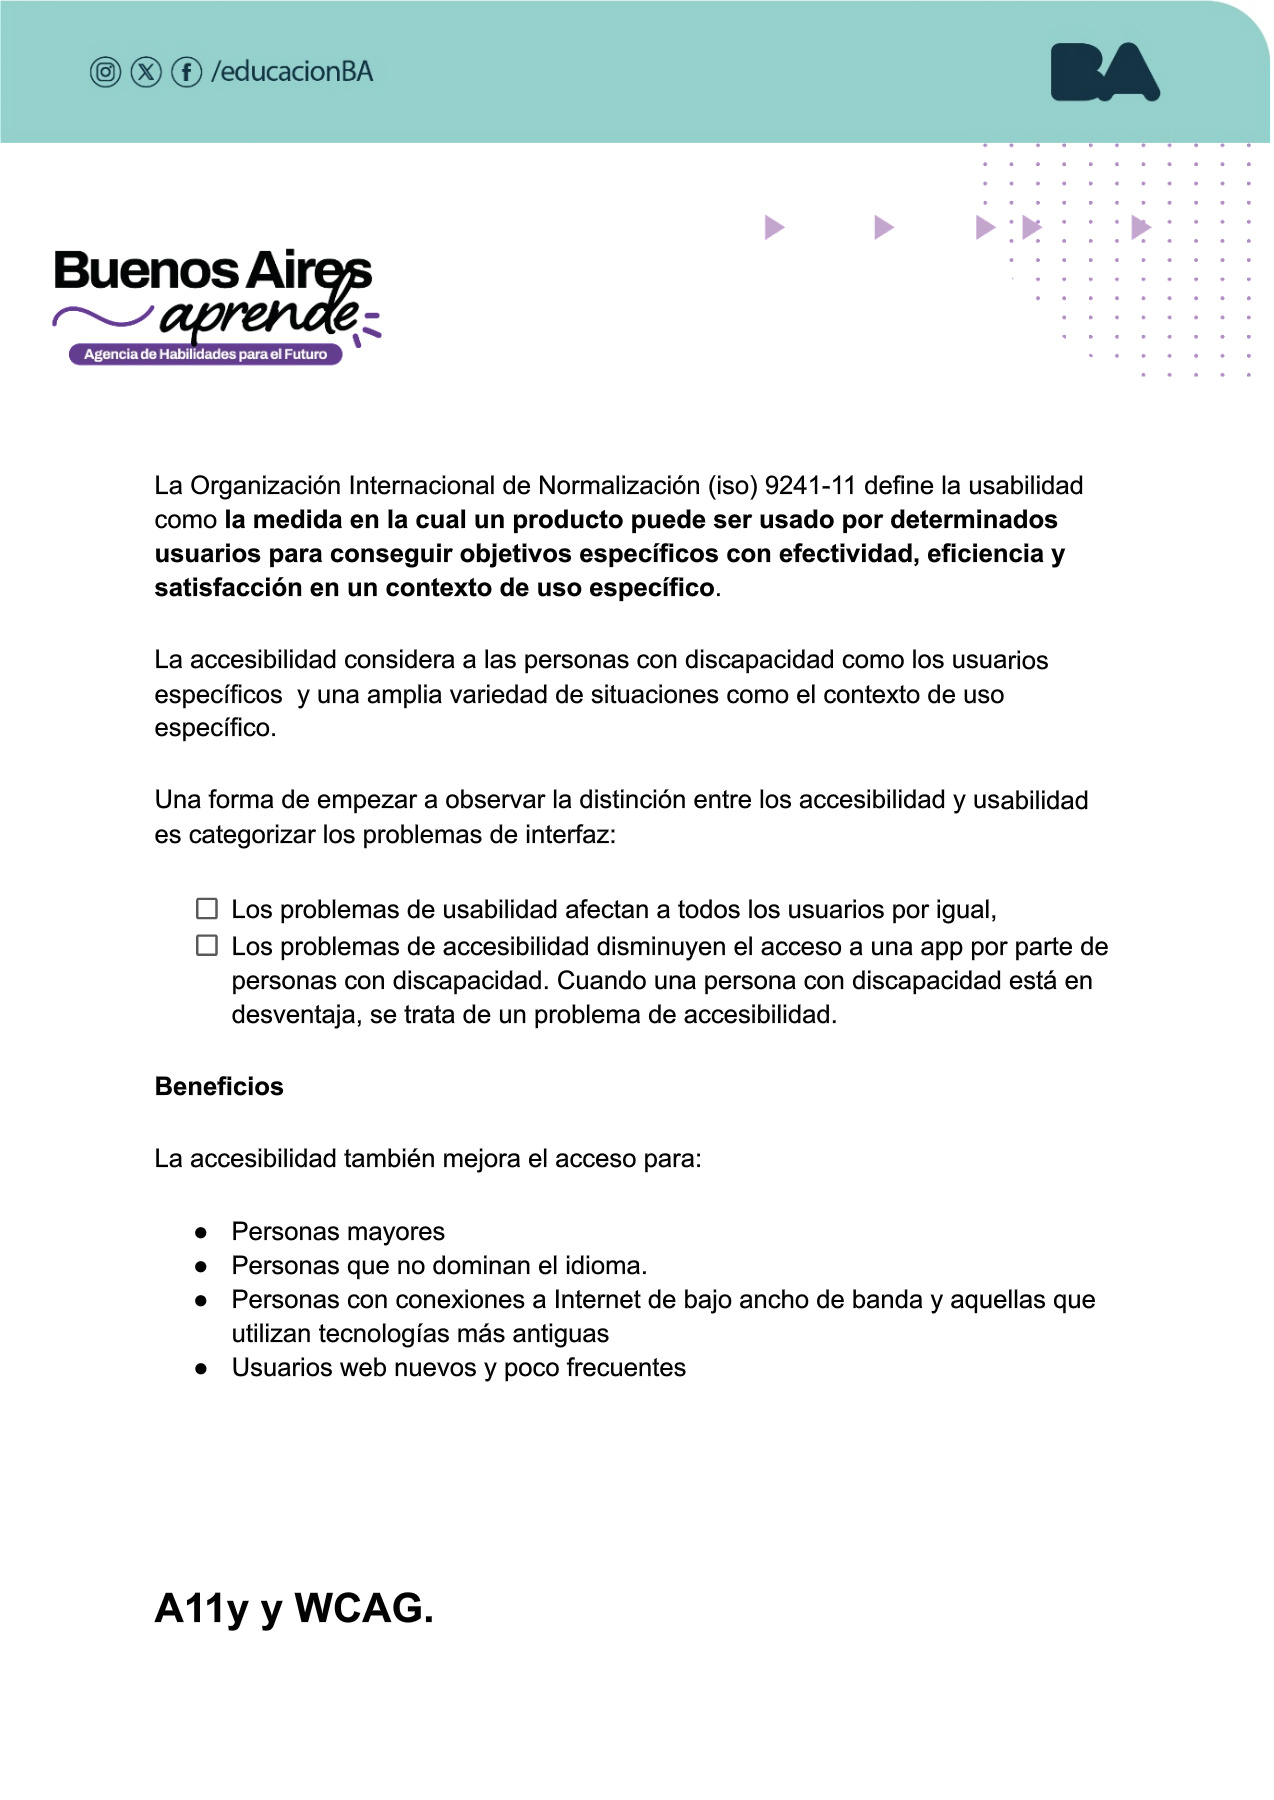 /educacionBA
BA
Buenos Aires
aprende
Agencia de Habilidades para el Futuro
La Organización Internacional de Normalización (iso) 9241-11 define la usabilidad
como la medida en la cual un producto puede ser usado por determinados
usuarios para conseguir objetivos específicos con efectividad, eficiencia y
satisfacción en un contexto de uso específico.
La accesibilidad considera a las personas con discapacidad como los usuarios
específicos  y una amplia variedad de situaciones como el contexto de uso
específico.
Una forma de empezar a observar la distinción entre los accesibilidad y usabilidad
es categorizar los problemas de interfaz:
☐ Los problemas de usabilidad afectan a todos los usuarios por igual,
☐ Los problemas de accesibilidad disminuyen el acceso a una app por parte de
personas con discapacidad. Cuando una persona con discapacidad está en
desventaja, se trata de un problema de accesibilidad.
Beneficios
La accesibilidad también mejora el acceso para:
● Personas mayores
● Personas que no dominan el idioma.
● Personas con conexiones a Internet de bajo ancho de banda y aquellas que
utilizan tecnologías más antiguas
● Usuarios web nuevos y poco frecuentes
A11y y WCAG.